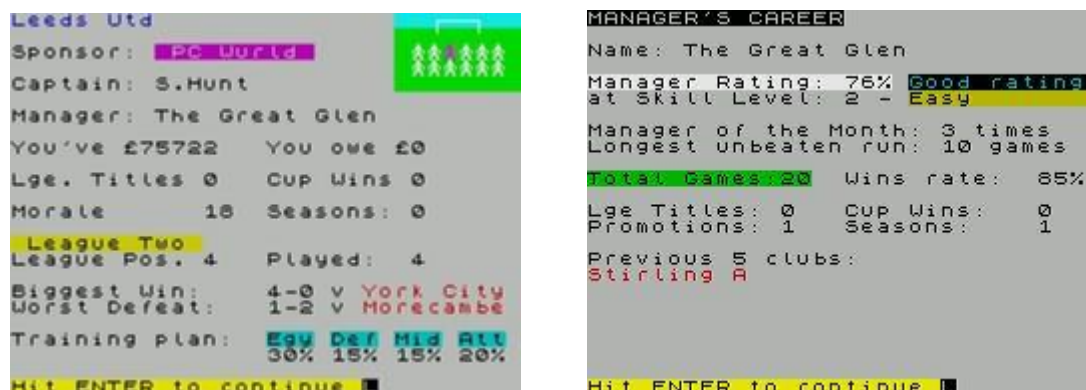 Leeds Utd
Sponsor: PC World
Captain: S.Hunt
Manager: The Great Glen
You've £75722 You owe £0
Lge. Titles 0 Cup Wins 0
Morale 18 Seasons: 0
League Two
League Pos. 4 Played: 4
Biggest Win: 4-0 v York City
Worst Defeat: 1-2 v Morecambe
Training plan: Egy Def Mid Att
30% 15% 15% 20%
Hit ENTER to continue
MANAGER'S CAREER
Name: The Great Glen
Manager Rating: 76% Good rating
at Skill Level: 2 - Easy
Manager of the Month: 3 times
Longest unbeaten run: 10 games
Total Games:20 Wins rate: 85%
Lge Titles: 0 Cup Wins: 0
Promotions: 1 Seasons: 1
Previous 5 clubs:
Stirling A
Hit ENTER to continue